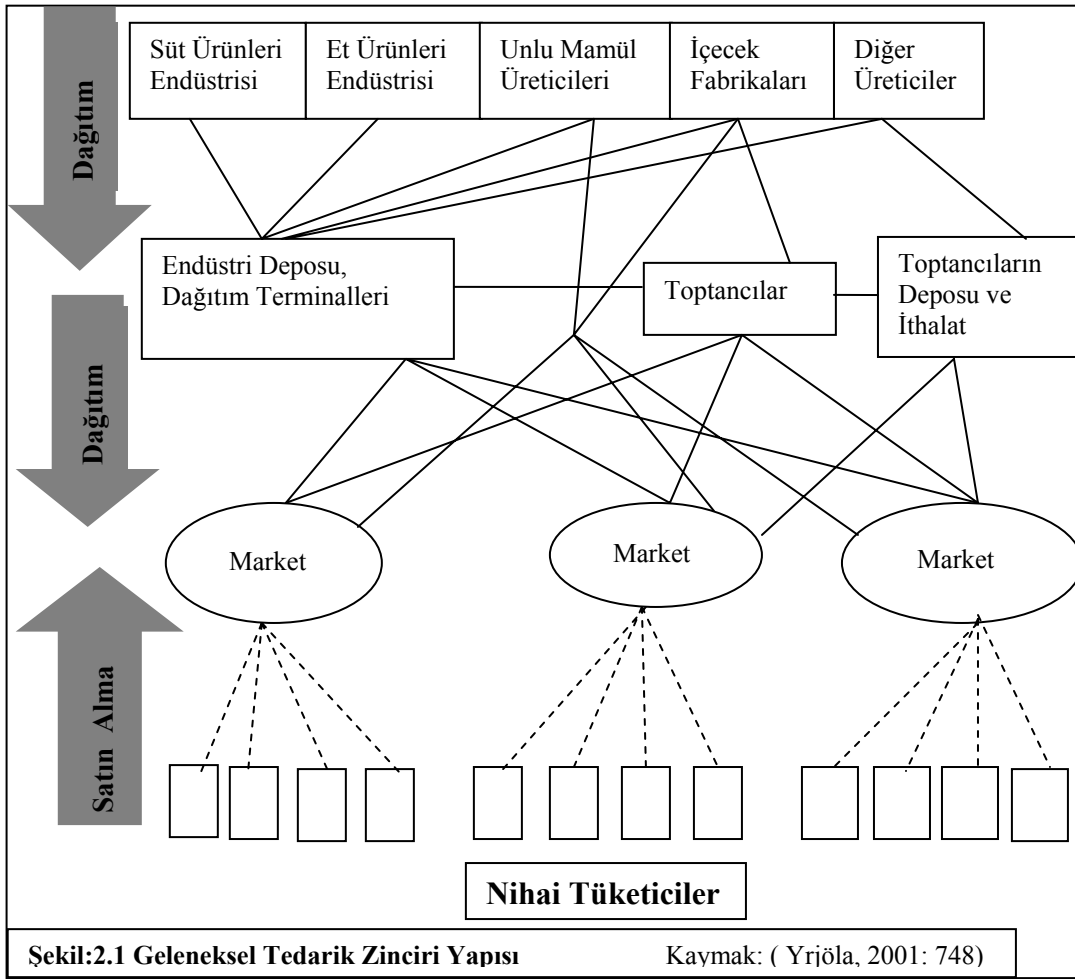 Süt Ürünleri
Endüstrisi
Et Ürünleri
Endüstrisi
Unlu Mamül
Üreticileri
İçecek
Fabrikaları
Diğer
Üreticiler
Dağıtım
Endüstri Deposu,
Dağıtım Terminalleri
Toptancılar
Toptancıların
Deposu ve
İthalat
Dağıtım
Market
Market
Market
Satın Alma
Nihai Tüketiciler
Şekil:2.1 Geleneksel Tedarik Zinciri Yapısı Kaymak: ( Yrjöla, 2001: 748)